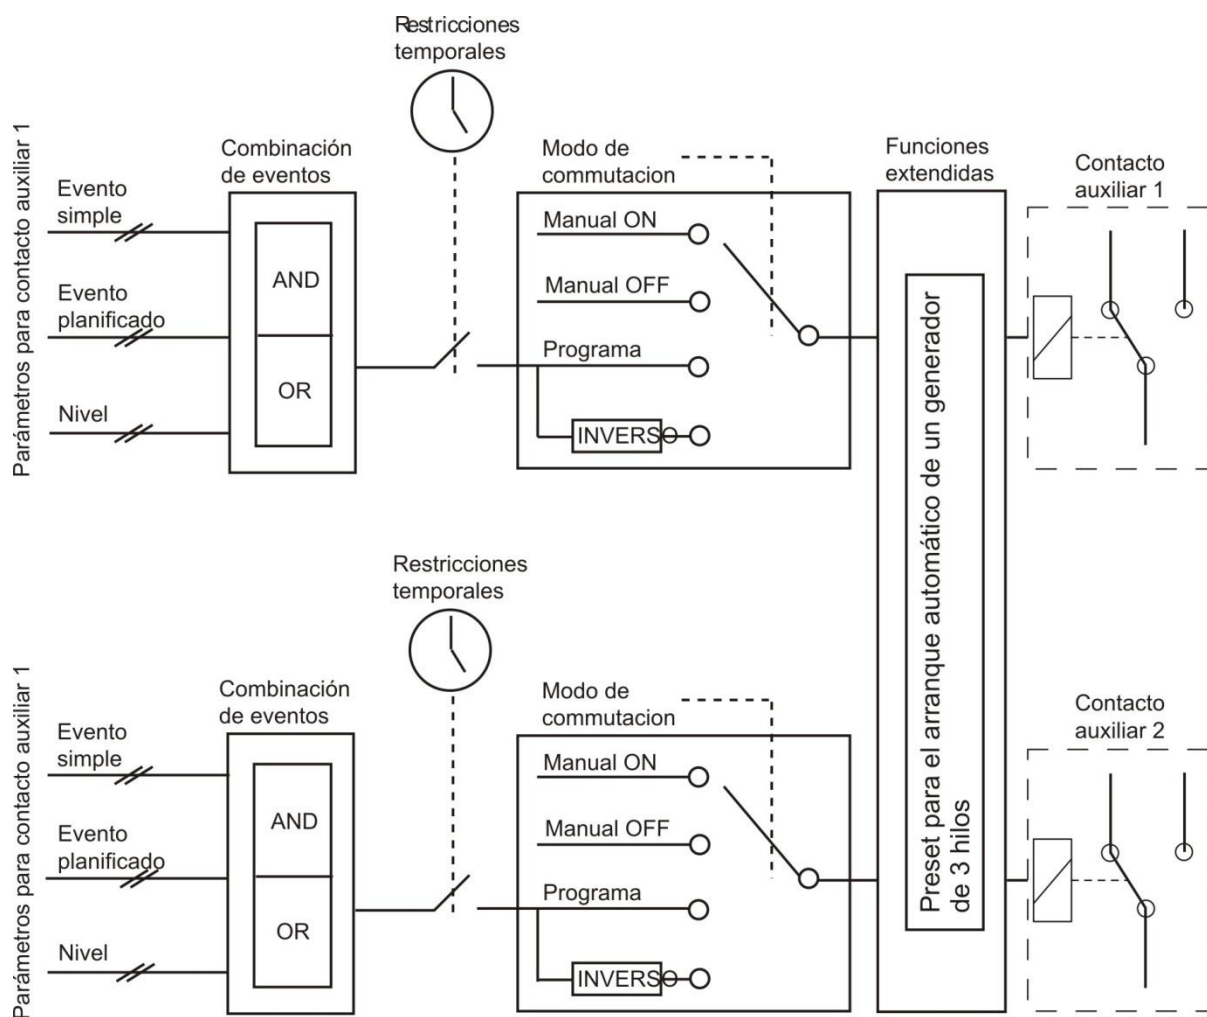 Restricciones
temporales
Parámetros para contacto auxiliar 1
Evento
simple
Evento
planificado
Nivel
Combinación
de eventos
AND
OR
Modo de
commutacion
Manual ON
Manual OFF
Programa
INVERSO
Funciones
extendidas
Preset para el arranque automático de un generador
de 3 hilos
Contacto
auxiliar 1
Restricciones
temporales
Parámetros para contacto auxiliar 1
Evento
simple
Evento
planificado
Nivel
Combinación
de eventos
AND
OR
Modo de
commutacion
Manual ON
Manual OFF
Programa
INVERSO
Contacto
auxiliar 2